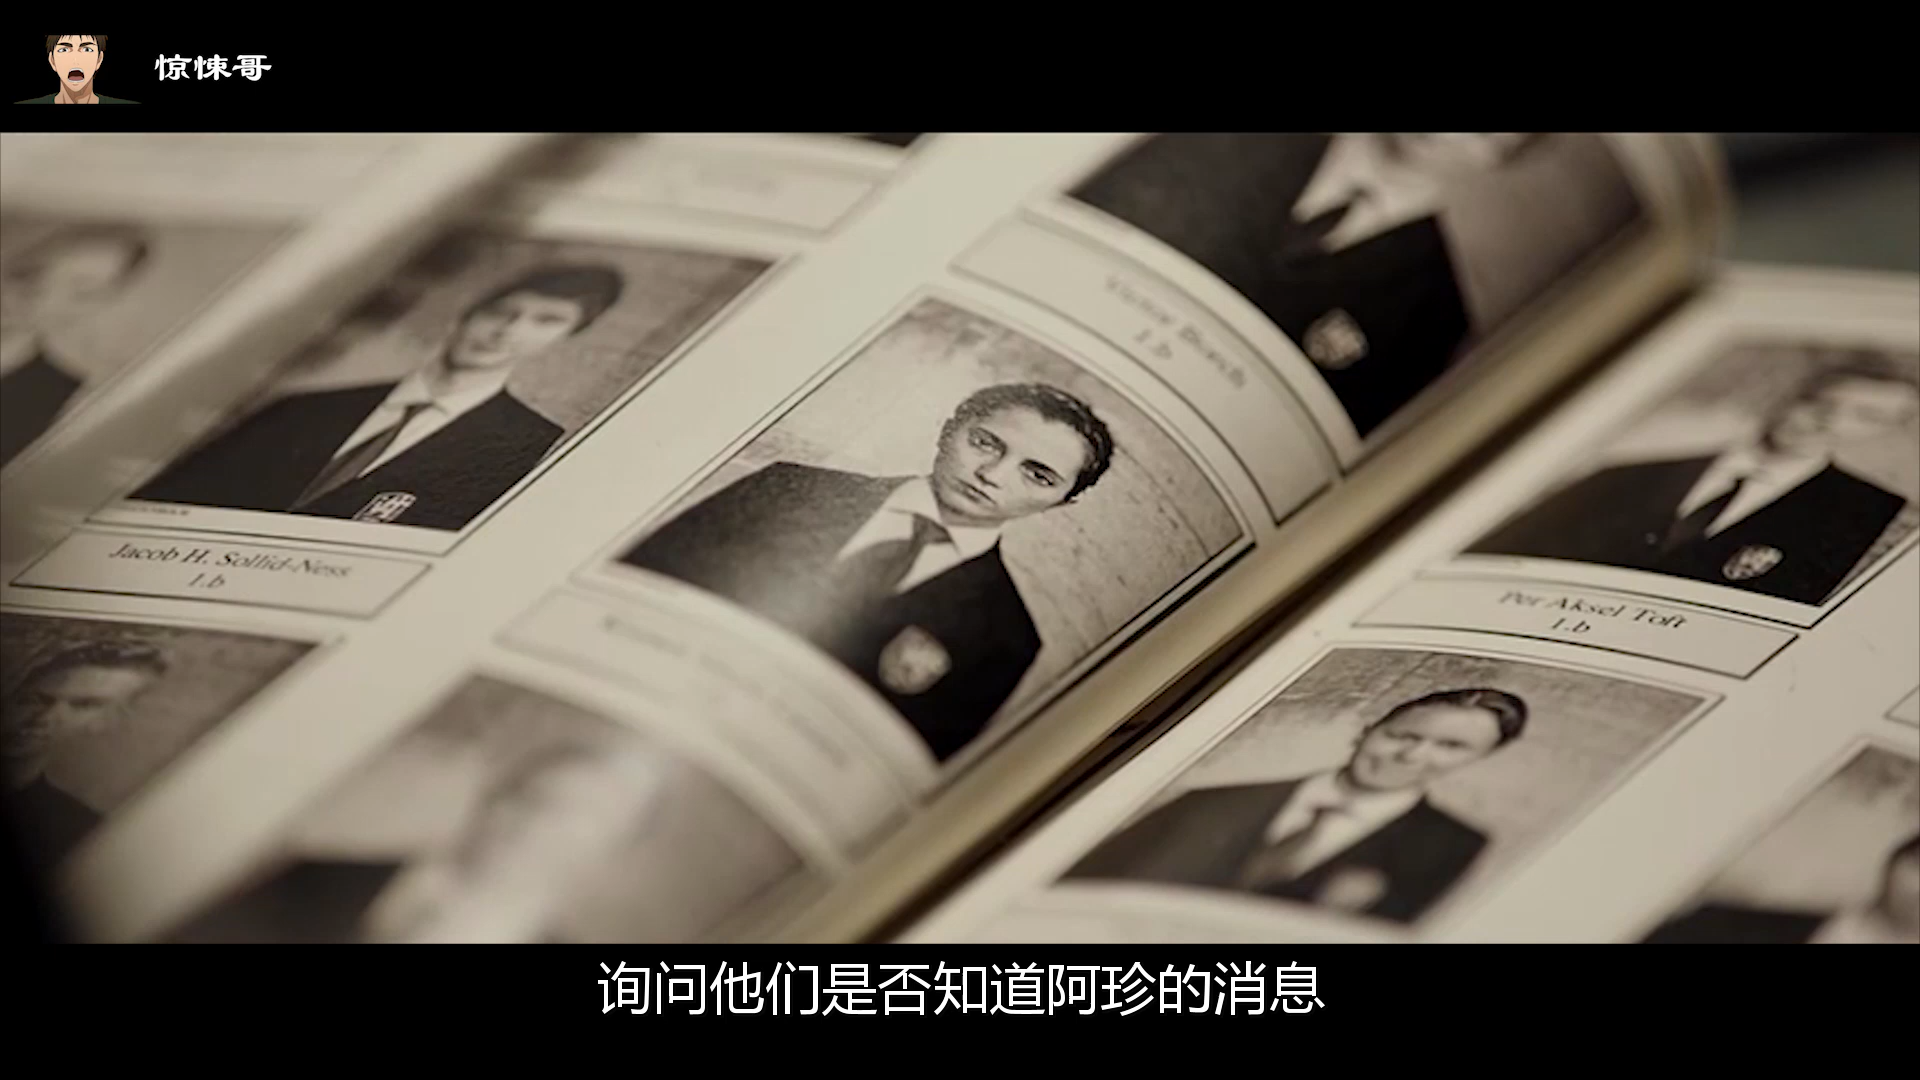 惊悚哥
Jacob H. Sollid-Ness
1.b
1.b
Per Aksel Toft
1.b
询问他们是否知道阿珍的消息